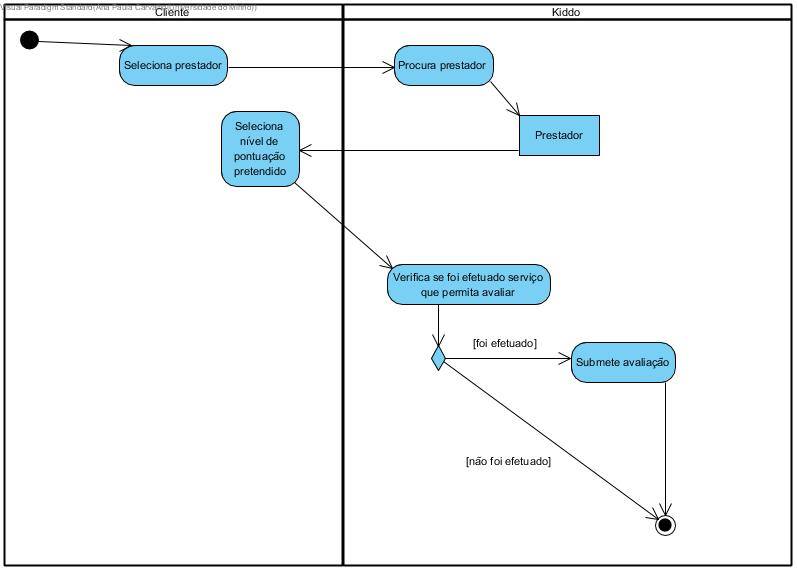 Visual Paradigm Standard(Ana Paula Carvalho(Universidade do Minho))
Cliente
Kiddo
Seleciona prestador
Procura prestador
Seleciona
nível de
pontuação
pretendido
Prestador
Verifica se foi efetuado serviço
que permita avaliar
[foi efetuado]
Submete avaliação
[não foi efetuado]